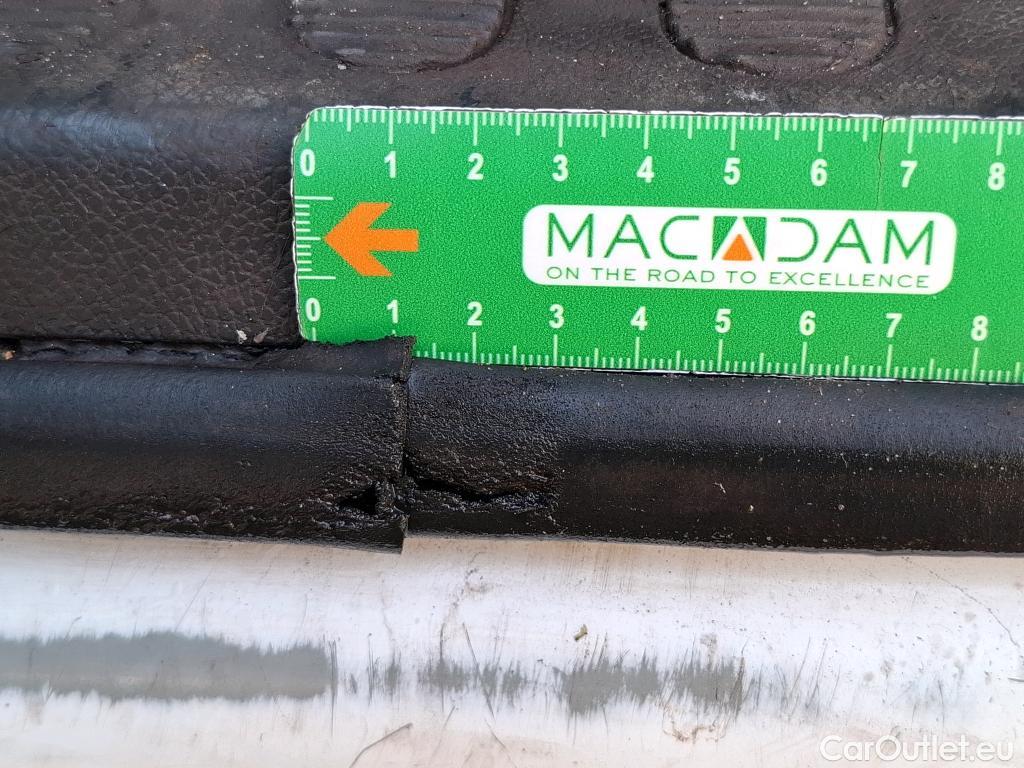 0 1 2 3 4 5 6 7 8
MACADAM
ON THE ROAD TO EXCELLENCE
0 1 2 3 4 5 6 7 8
CarOutlet.eu